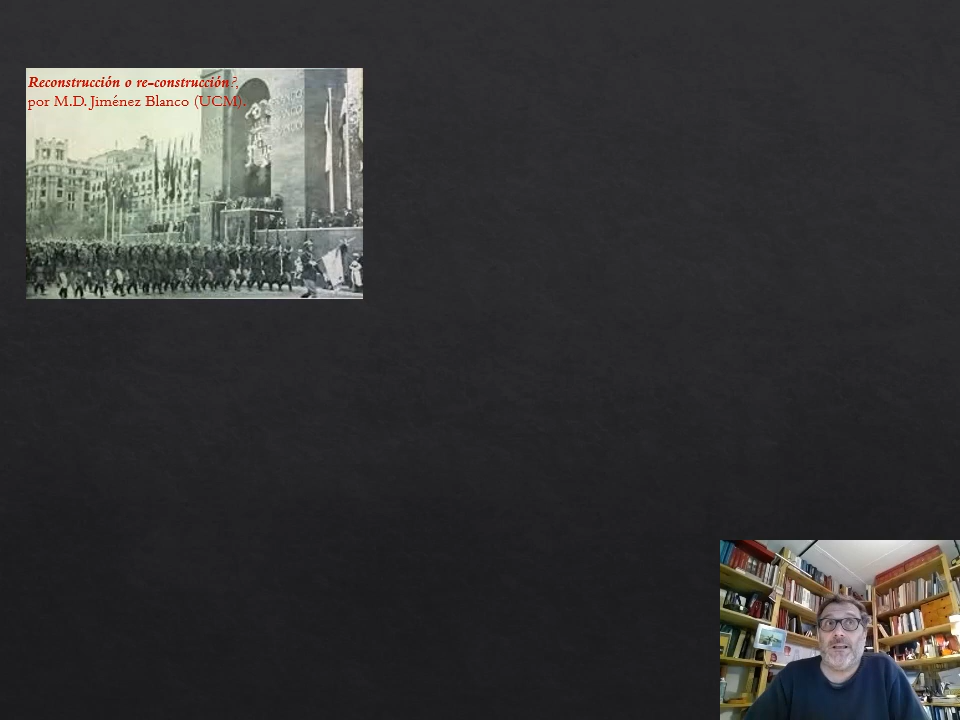 Reconstrucción o re-construcción?,
por M.D. Jiménez Blanco (UCM).